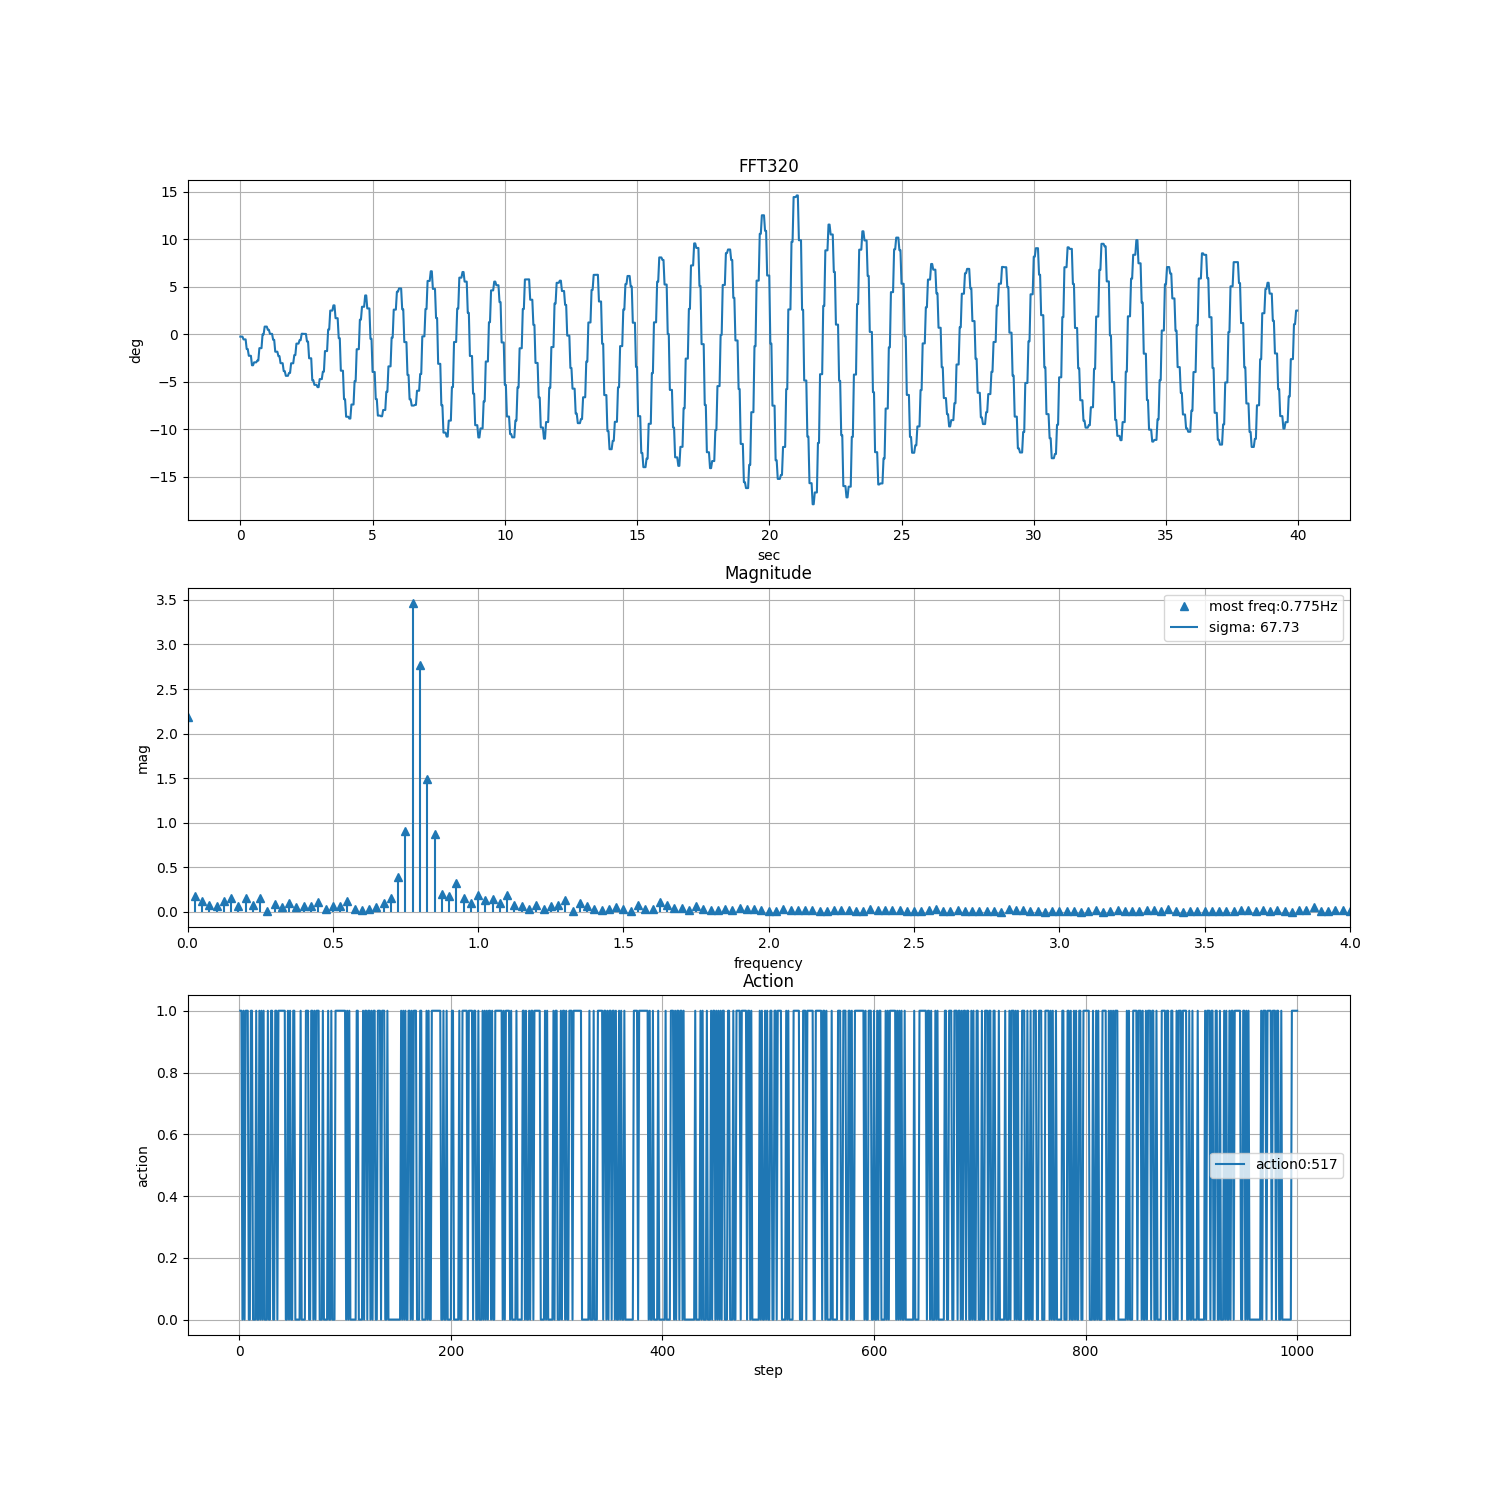 FFT320
15
10
5
0
−5
−10
−15
deg
0 5 10 15 20 25 30 35 40
sec
Magnitude
3.5
3.0
2.5
2.0
1.5
1.0
0.5
0.0
mag
most freq:0.775Hz
sigma: 67.73
0.0 0.5 1.0 1.5 2.0 2.5 3.0 3.5 4.0
frequency
Action
1.0
0.8
0.6
0.4
0.2
0.0
action
action0:517
0 200 400 600 800 1000
step